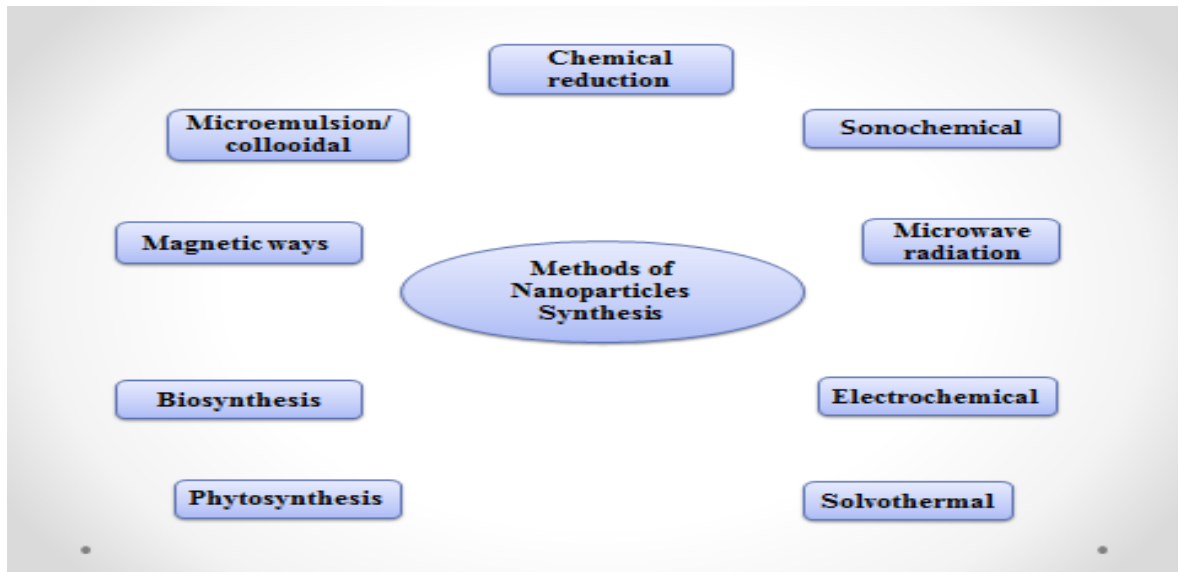 Chemical
reduction
Microemulsion/
collooidal
Sonochemical
Magnetic ways
Microwave
radiation
Methods of
Nanoparticles
Synthesis
Biosynthesis
Electrochemical
Phytosynthesis
Solvothermal